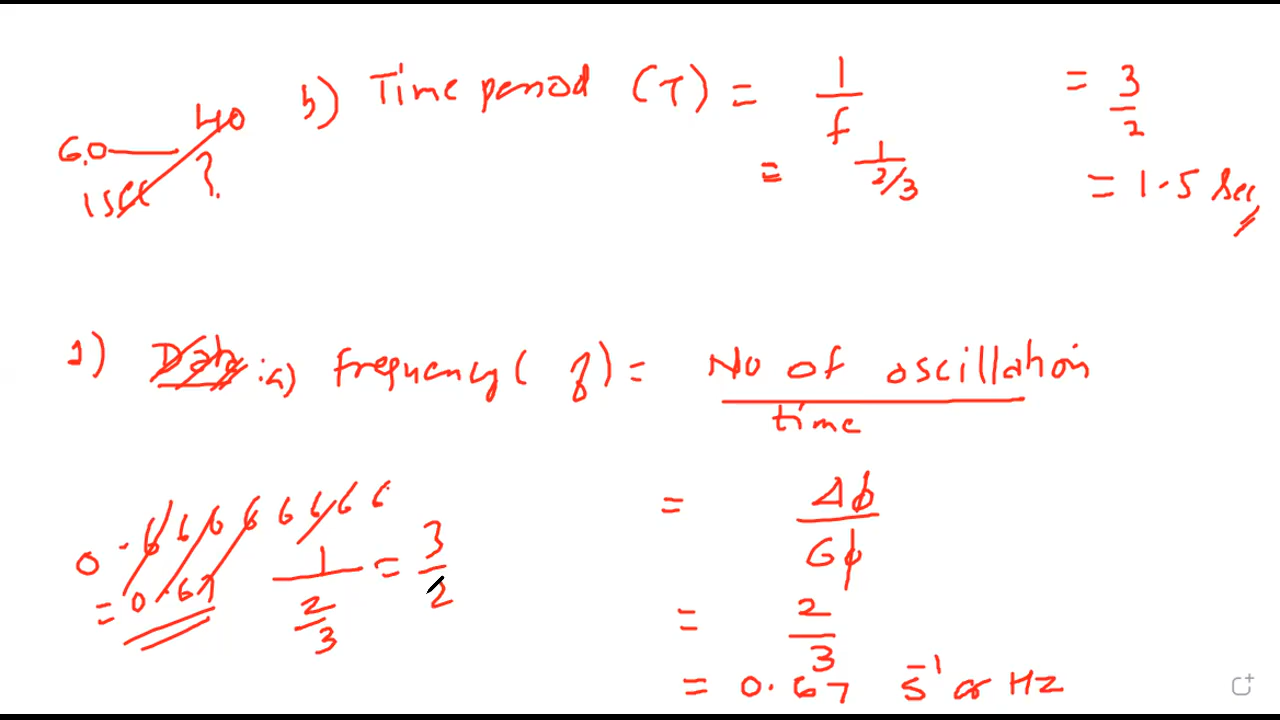 b) Time period (T) = 1/f = 3/2
= 1/2/3 = 1.5 Sec
60 — 40
1sec ?
1) Data : a) frequency ( f ) = No of oscillation / time
= 40/60
0.66666666
= 0.67
1/2/3 = 3/2
= 2/3
= 0.67 S⁻¹ or HZ